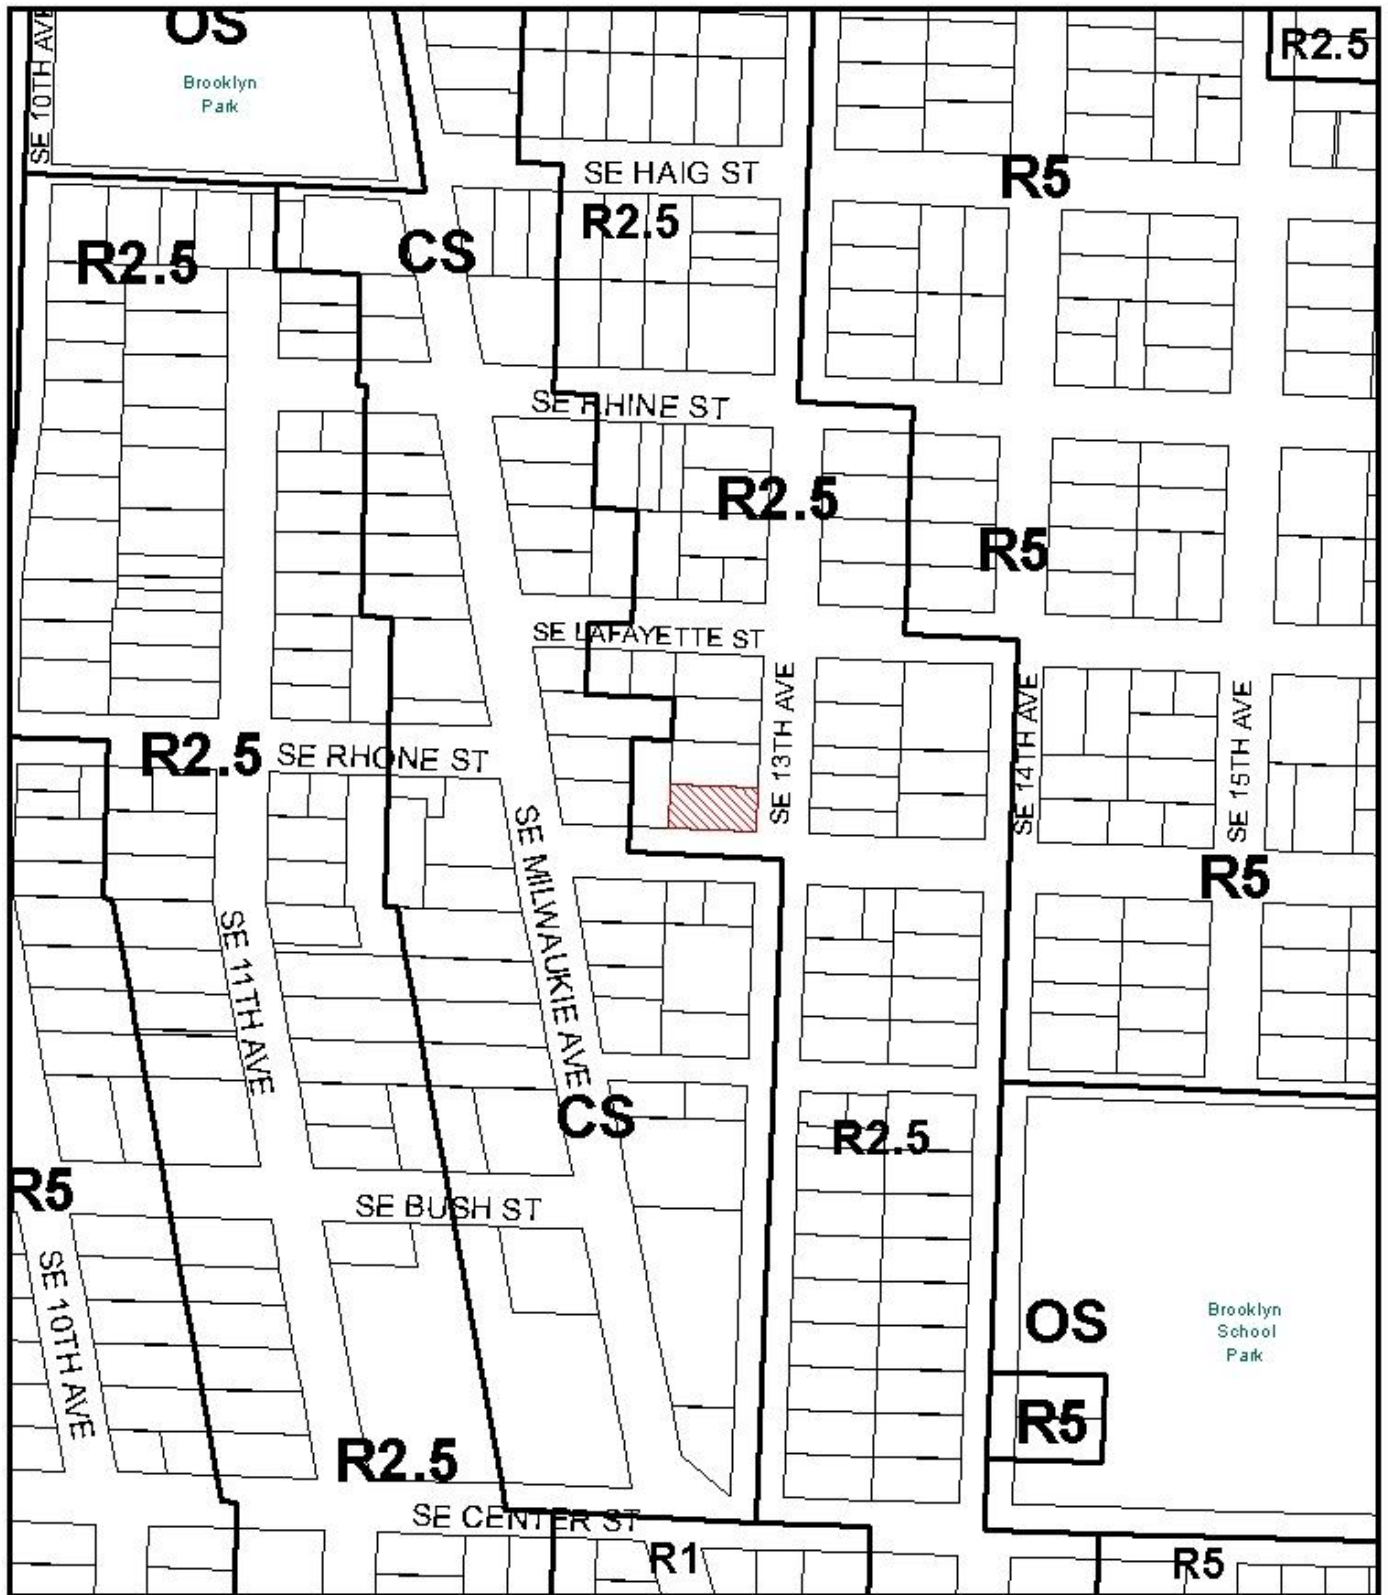 OS
R2.5
SE 10TH AVE
Brooklyn
Park
SE HAIG ST
R5
R2.5
CS
R2.5
SE RHINE ST
R2.5
R5
SE LAFAYETTE ST
SE 13TH AVE
SE 14TH AVE
SE 15TH AVE
R2.5
SE RHONE ST
SE MILWAUKIE AVE
R5
SE 11TH AVE
CS
R2.5
R5
SE BUSH ST
SE 10TH AVE
OS
Brooklyn
School
Park
R5
R2.5
SE CENTER ST
R1
R5